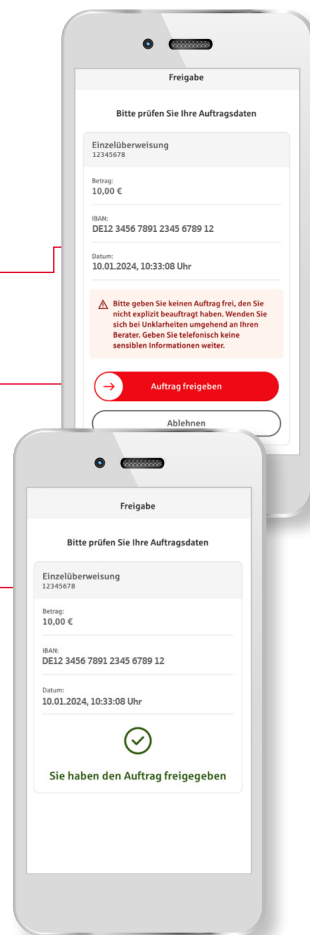 Freigabe
Bitte prüfen Sie Ihre Auftragsdaten
Einzelüberweisung
12345678
Betrag:
10,00 €
IBAN:
DE12 3456 7891 2345 6789 12
Datum:
10.01.2024, 10:33:08 Uhr
Bitte geben Sie keinen Auftrag frei, den Sie
nicht explizit beauftragt haben. Wenden Sie
sich bei Unklarheiten umgehend an Ihren
Berater. Geben Sie telefonisch keine
sensiblen Informationen weiter.
Auftrag freigeben
Ablehnen
Freigabe
Bitte prüfen Sie Ihre Auftragsdaten
Einzelüberweisung
12345678
Betrag:
10,00 €
IBAN:
DE12 3456 7891 2345 6789 12
Datum:
10.01.2024, 10:33:08 Uhr
Sie haben den Auftrag freigegeben